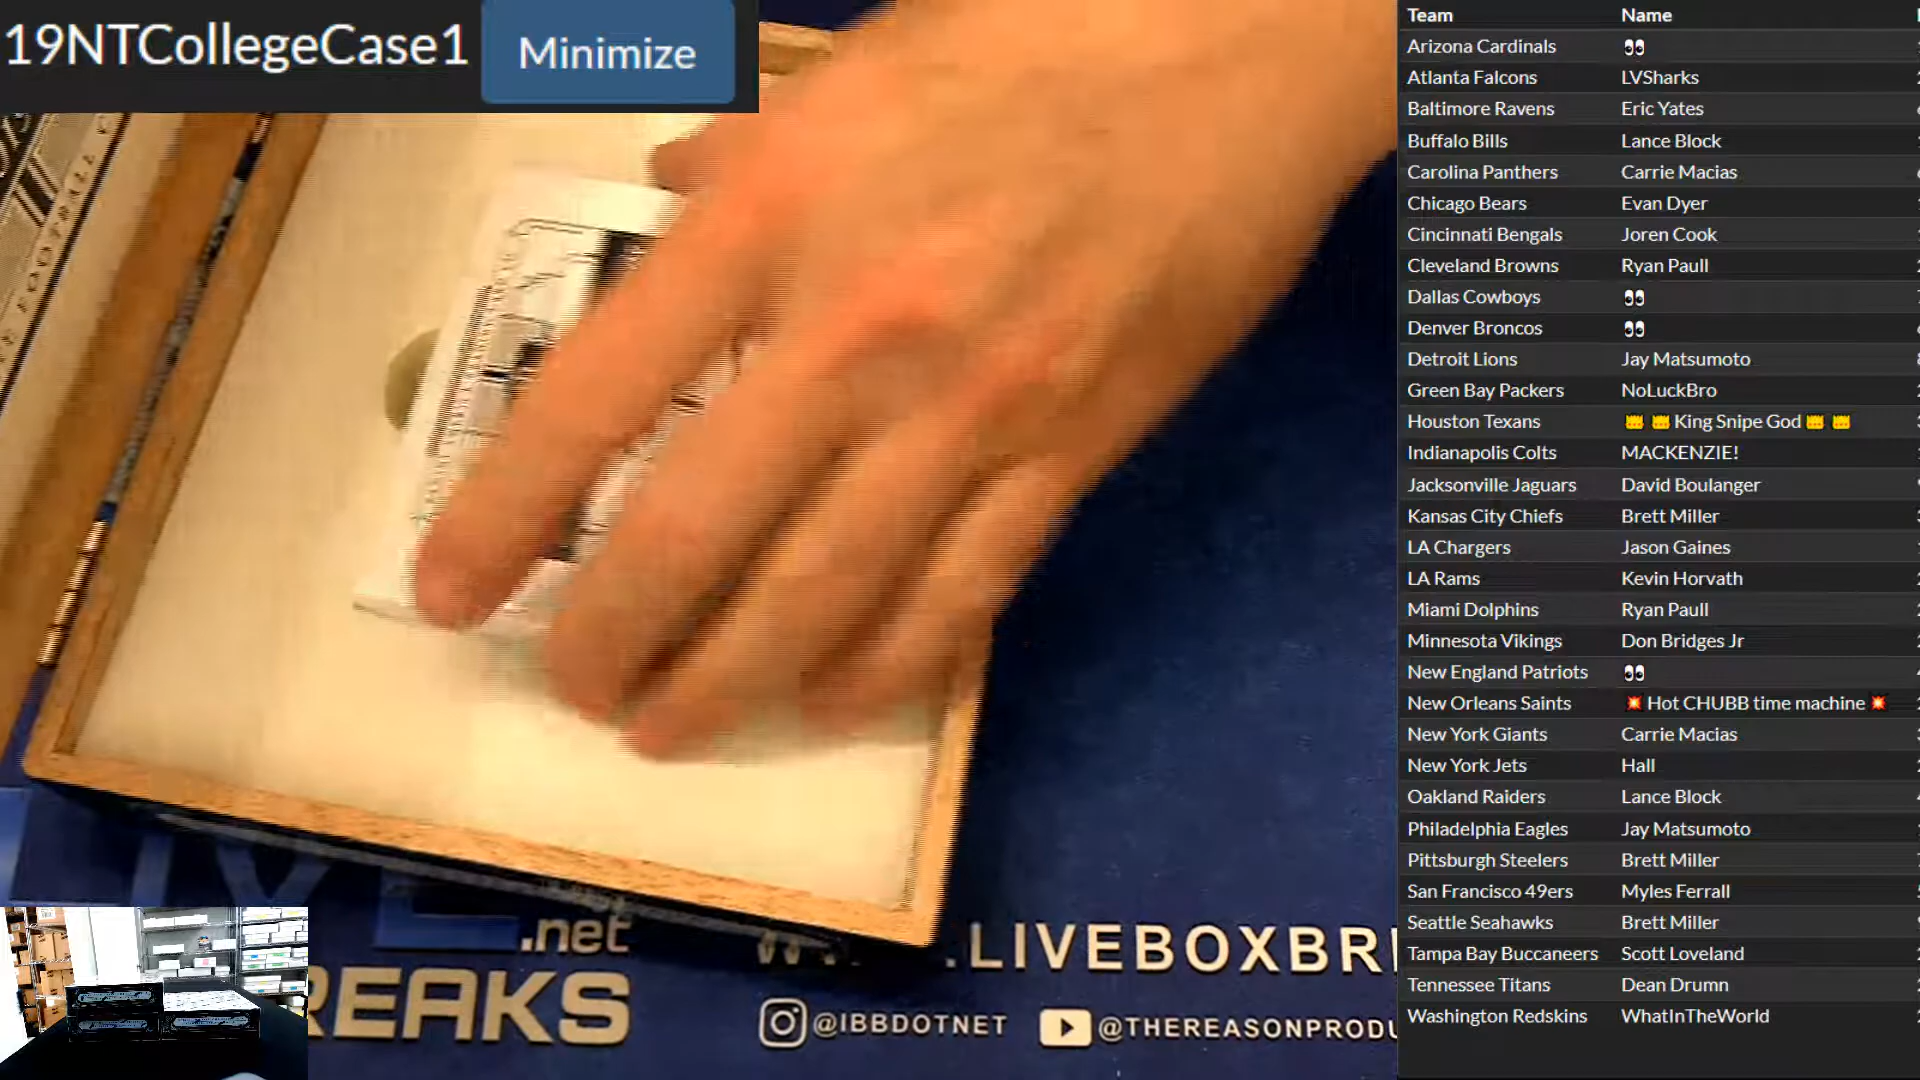 19NTCollegeCase1
Minimize
Team Name
Arizona Cardinals 👀
Atlanta Falcons LVSharks
Baltimore Ravens Eric Yates
Buffalo Bills Lance Block
Carolina Panthers Carrie Macias
Chicago Bears Evan Dyer
Cincinnati Bengals Joren Cook
Cleveland Browns Ryan Paull
Dallas Cowboys 👀
Denver Broncos 👀
Detroit Lions Jay Matsumoto
Green Bay Packers NoLuckBro
Houston Texans 👑 👑 King Snipe God 👑 👑
Indianapolis Colts MACKENZIE!
Jacksonville Jaguars David Boulanger
Kansas City Chiefs Brett Miller
LA Chargers Jason Gaines
LA Rams Kevin Horvath
Miami Dolphins Ryan Paull
Minnesota Vikings Don Bridges Jr
New England Patriots 👀
New Orleans Saints 💥 Hot CHUBB time machine 💥
New York Giants Carrie Macias
New York Jets Hall
Oakland Raiders Lance Block
Philadelphia Eagles Jay Matsumoto
Pittsburgh Steelers Brett Miller
San Francisco 49ers Myles Ferrall
Seattle Seahawks Brett Miller
Tampa Bay Buccaneers Scott Loveland
Tennessee Titans Dean Drumn
Washington Redskins WhatInTheWorld
FOOTBALL
.net
REAKS
.LIVEBOXBR
@IBBDOTNET
@THEREASONPRODU